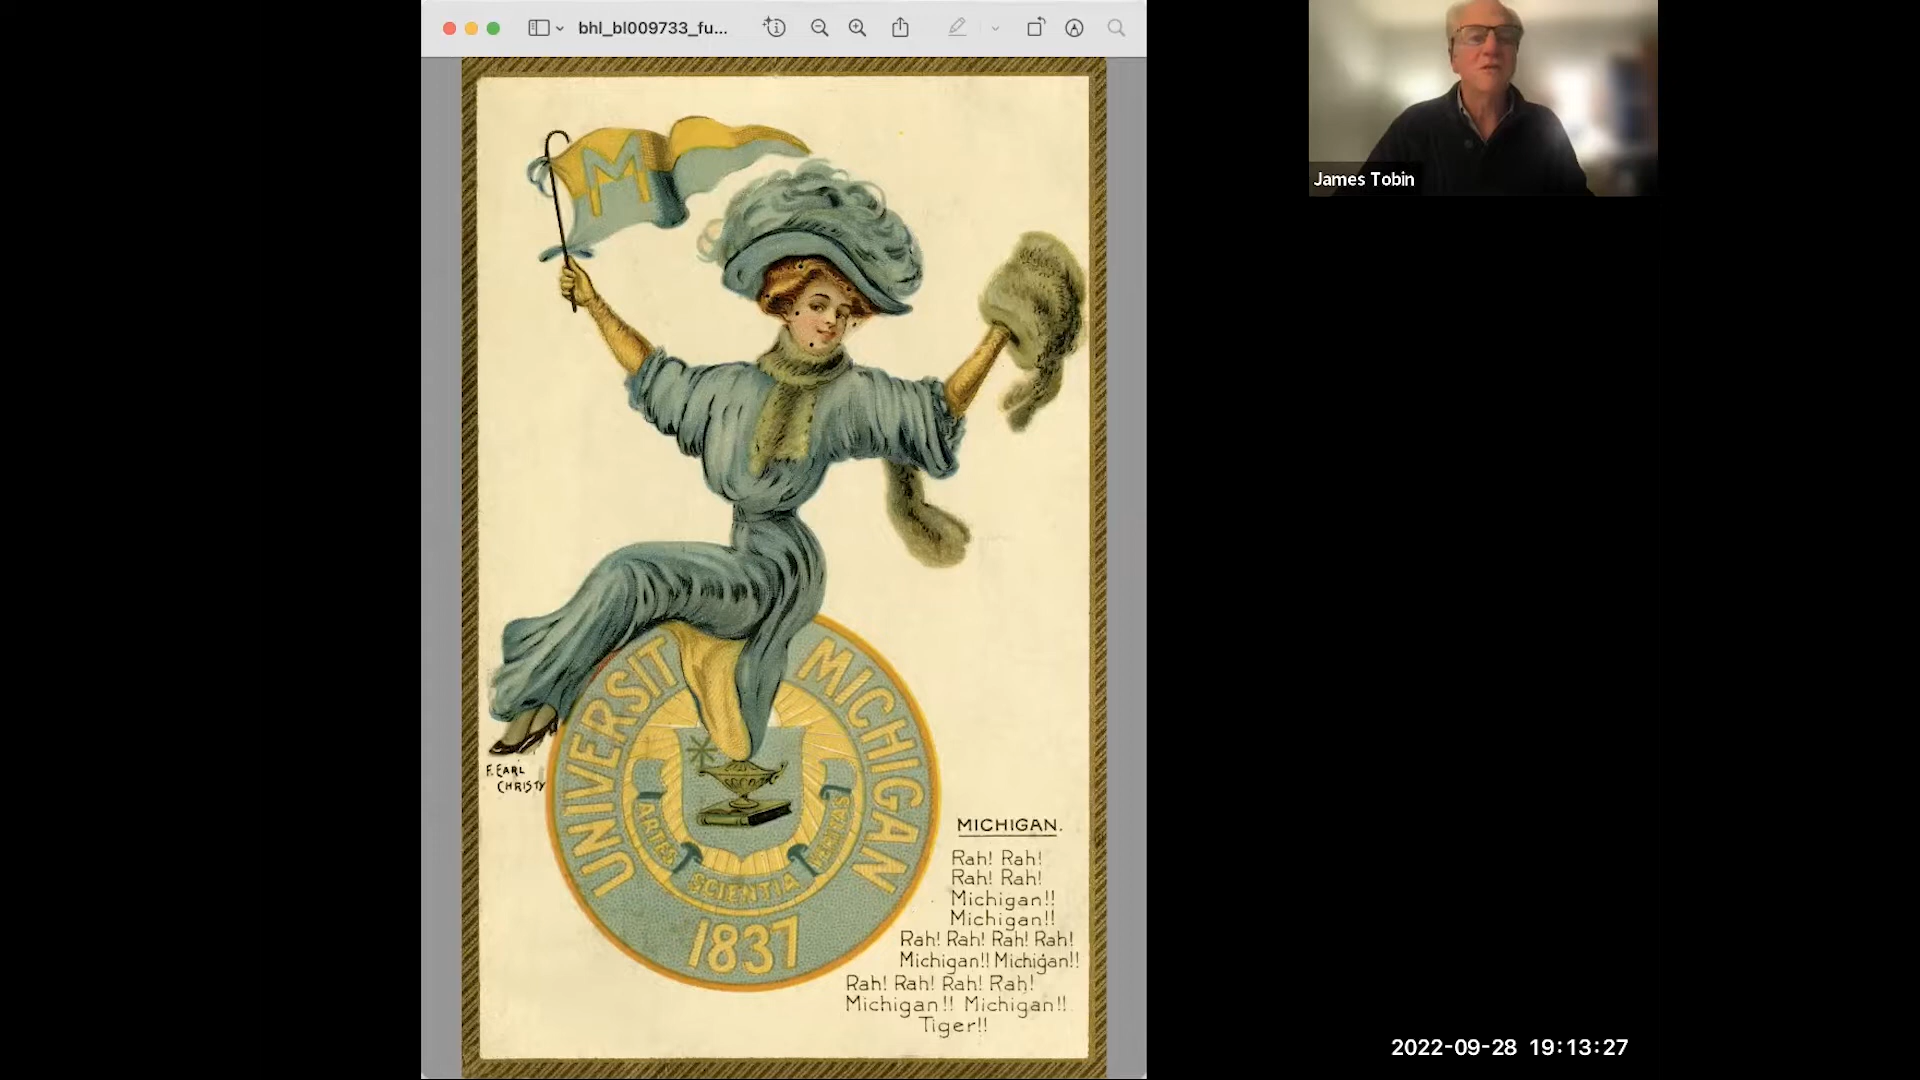 bhl_bl009733_fu...
James Tobin
M
UNIVERSIT MICHIGAN
ARTES
SCIENTIA
VERITAS
1837
F. EARL
CHRISTY
MICHIGAN.
Rah! Rah!
Rah! Rah!
Michigan!!
Michigan!!
Rah! Rah! Rah! Rah!
Michigan!! Michigan!!
Rah! Rah! Rah! Rah!
Michigan!! Michigan!!
Tiger!!
2022-09-28 19:13:27